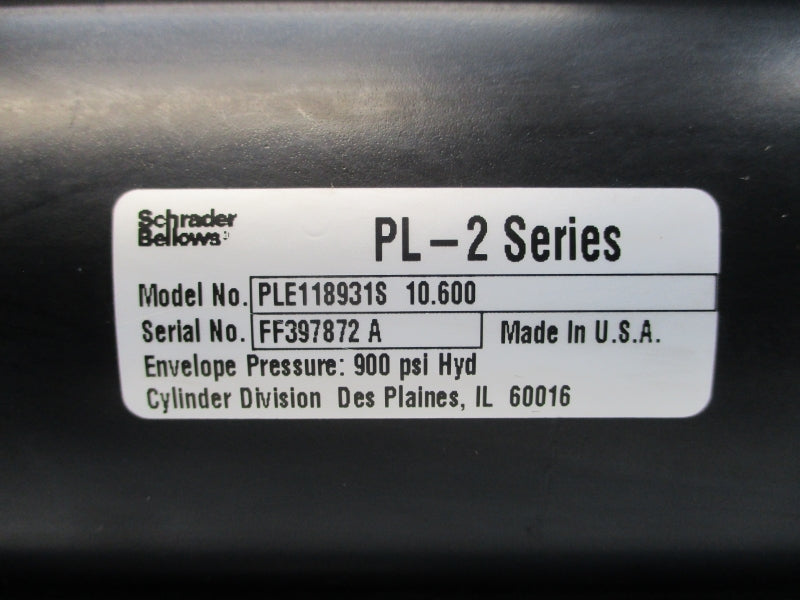 Schrader
Bellows
PL-2 Series
Model No. PLE118931S 10.600
Serial No. FF397872 A Made In U.S.A.
Envelope Pressure: 900 psi Hyd
Cylinder Division Des Plaines, IL 60016